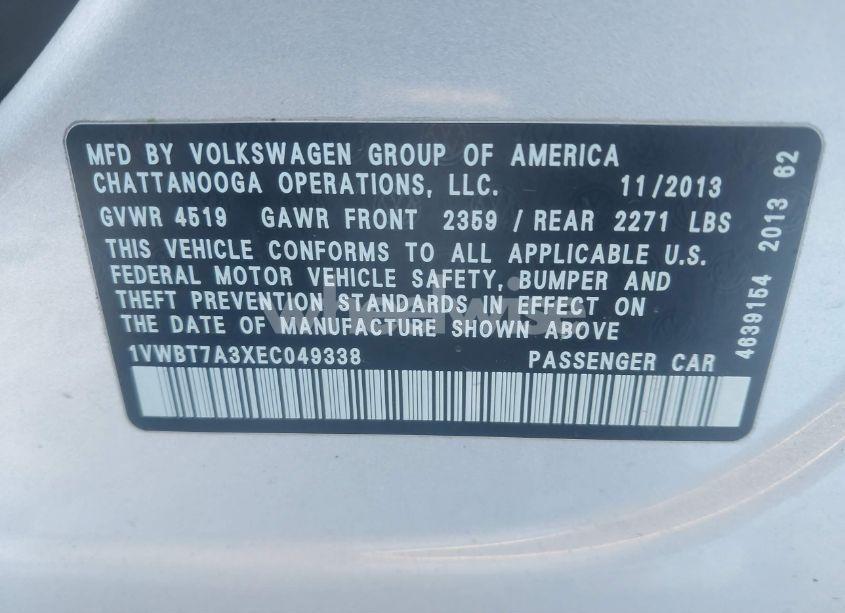 MFD BY VOLKSWAGEN GROUP OF AMERICA
CHATTANOOGA OPERATIONS, LLC. 11/2013
GVWR 4519 GAWR FRONT 2359 / REAR 2271 LBS
THIS VEHICLE CONFORMS TO ALL APPLICABLE U.S.
FEDERAL MOTOR VEHICLE SAFETY, BUMPER AND
THEFT PREVENTION STANDARDS IN EFFECT ON
THE DATE OF MANUFACTURE SHOWN ABOVE
1VWBT7A3XEC049338 PASSENGER CAR
4639154 2013 62
wheelwise